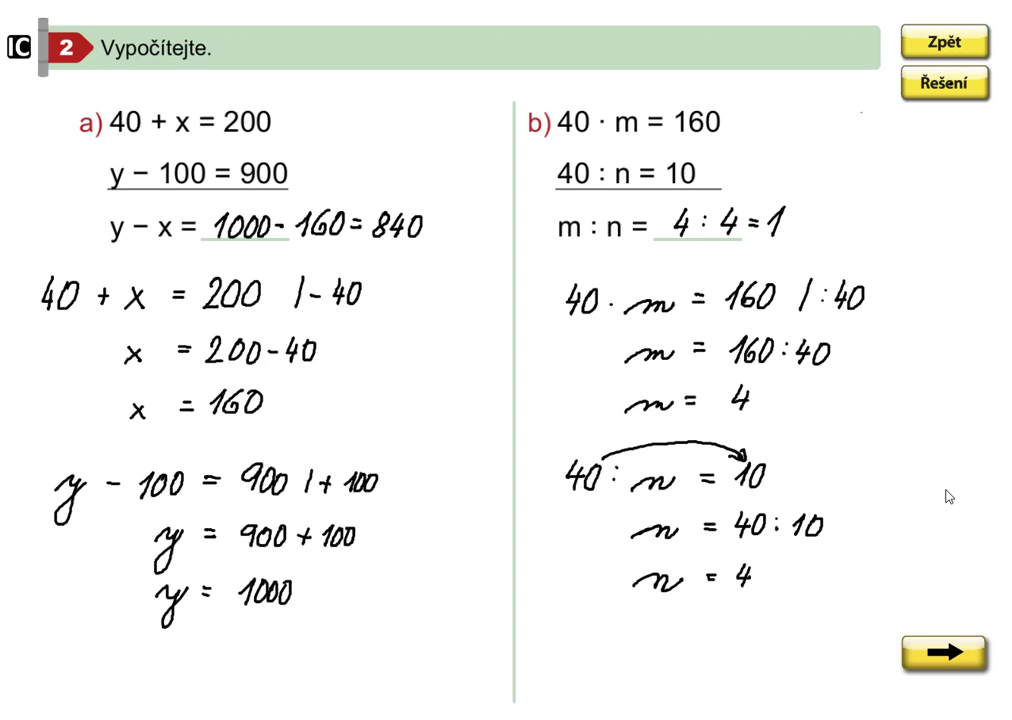 IC 2 Vypočítejte.
Zpět
Řešení
a) 40 + x = 200
y − 100 = 900
y − x = 1000 - 160 = 840
40 + x = 200 / - 40
x = 200 - 40
x = 160
y - 100 = 900 / + 100
y = 900 + 100
y = 1000
b) 40 · m = 160
40 : n = 10
m : n = 4 : 4 = 1
40 · m = 160 / : 40
m = 160 : 40
m = 4
40 : n = 10
n = 40 : 10
n = 4